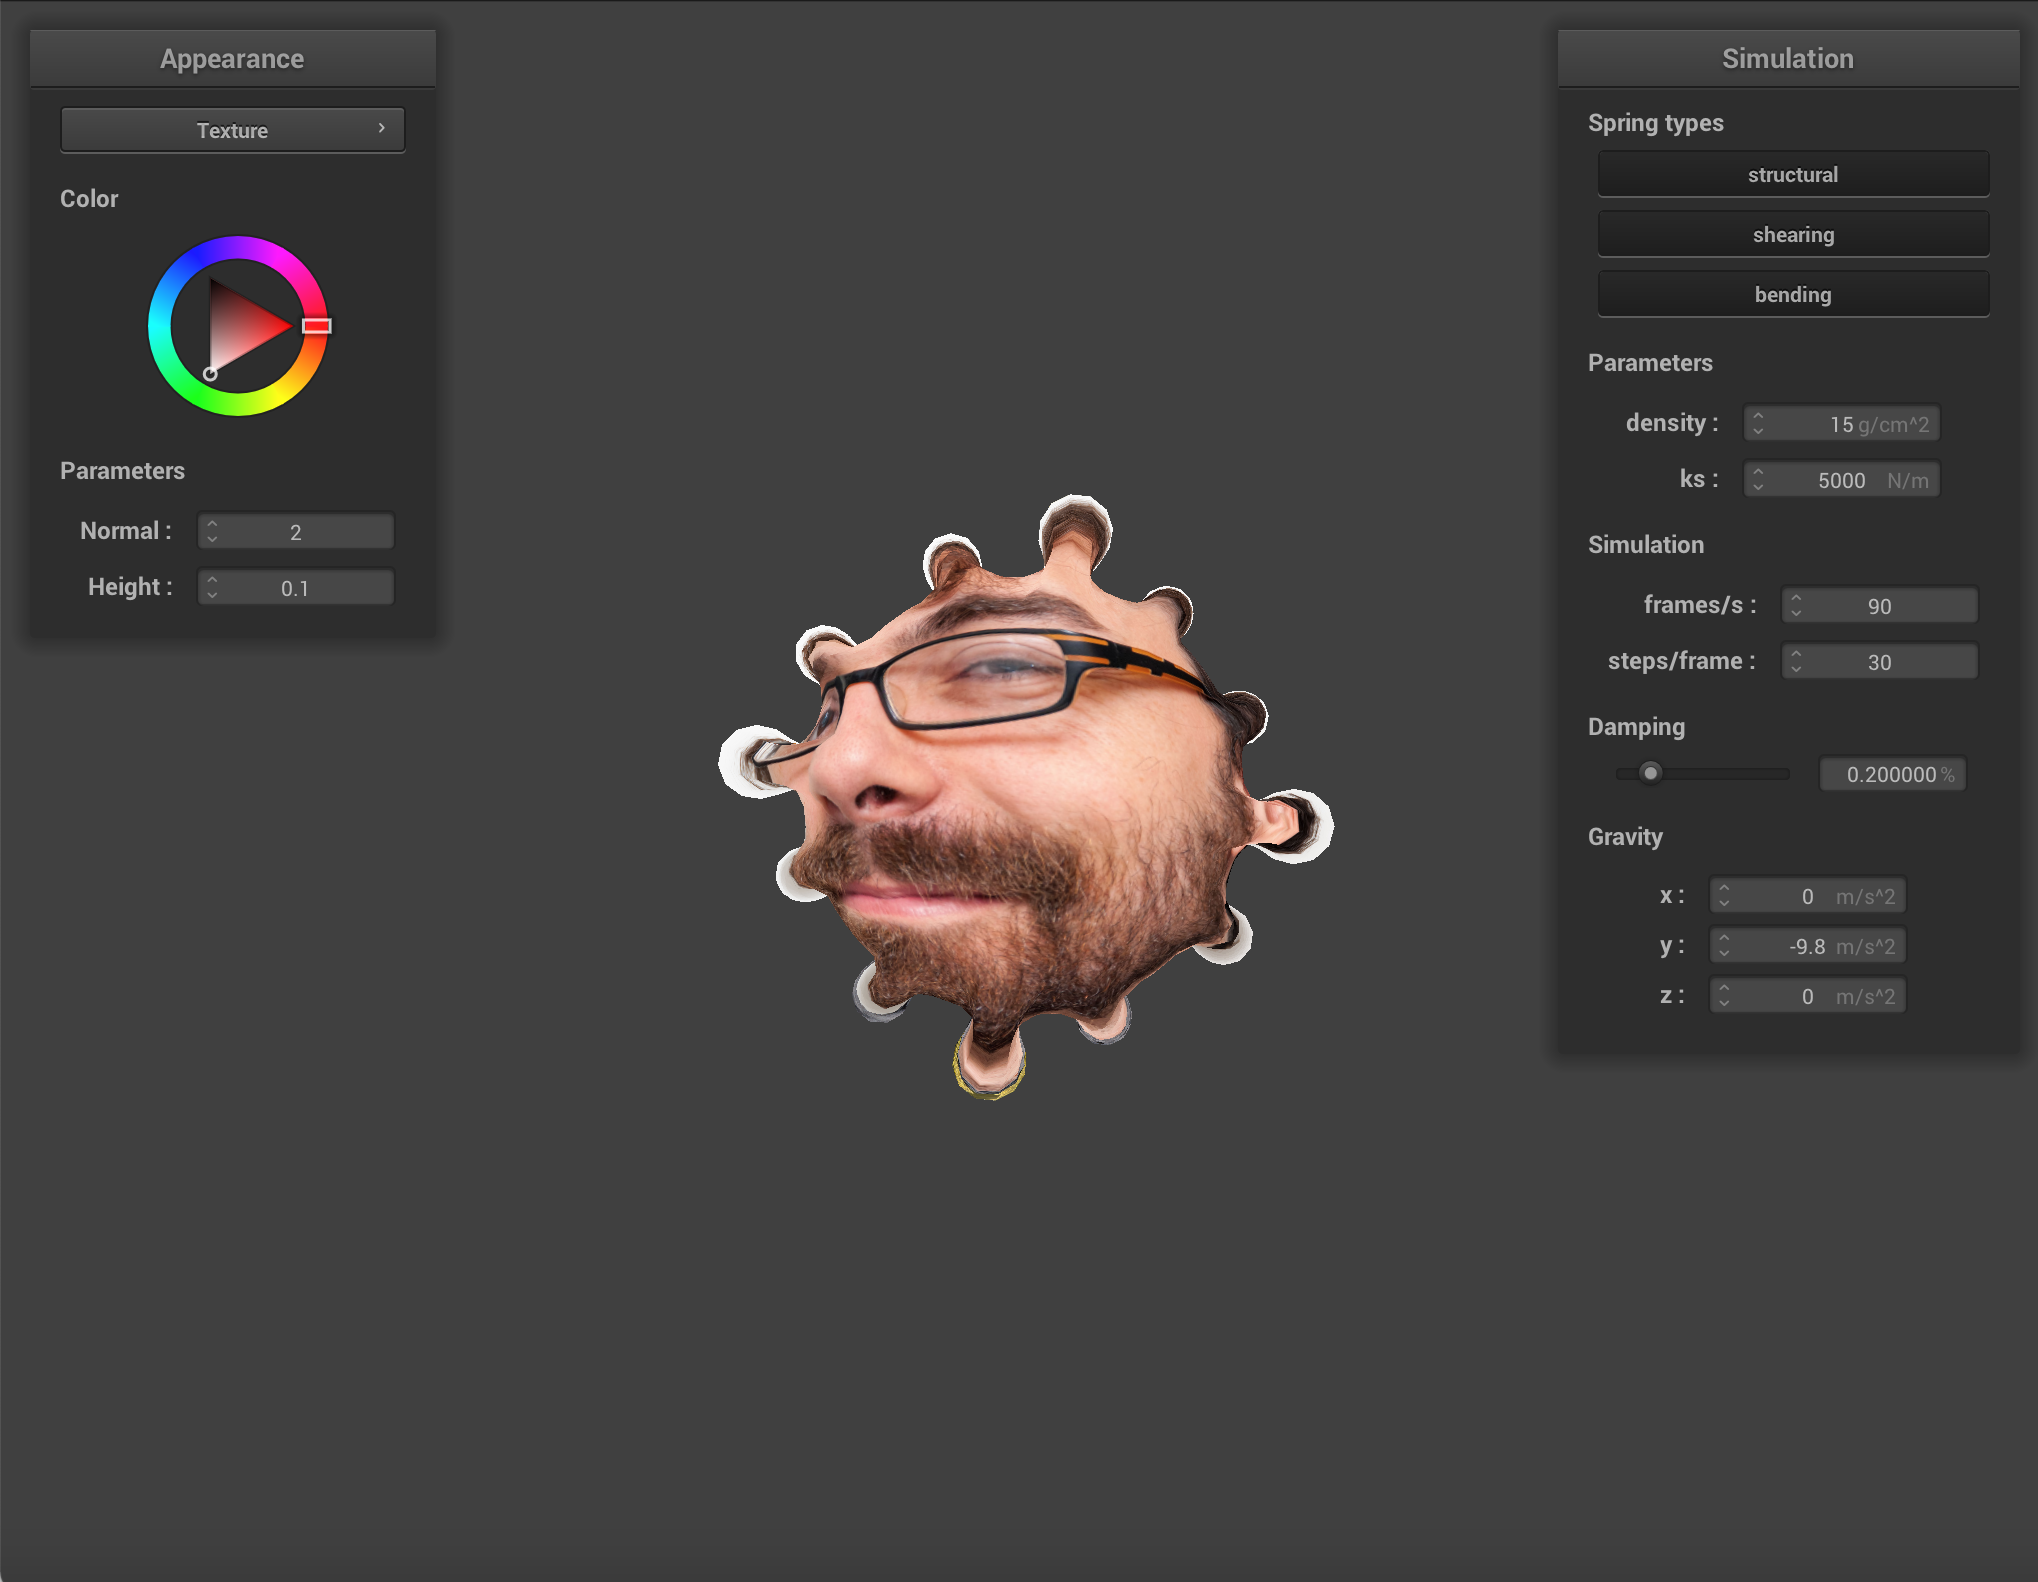 Appearance
Texture
Color
Parameters
Normal : 2
Height : 0.1
Simulation
Spring types
structural
shearing
bending
Parameters
density : 15 g/cm^2
ks : 5000 N/m
Simulation
frames/s : 90
steps/frame : 30
Damping
0.200000 %
Gravity
x : 0 m/s^2
y : -9.8 m/s^2
z : 0 m/s^2